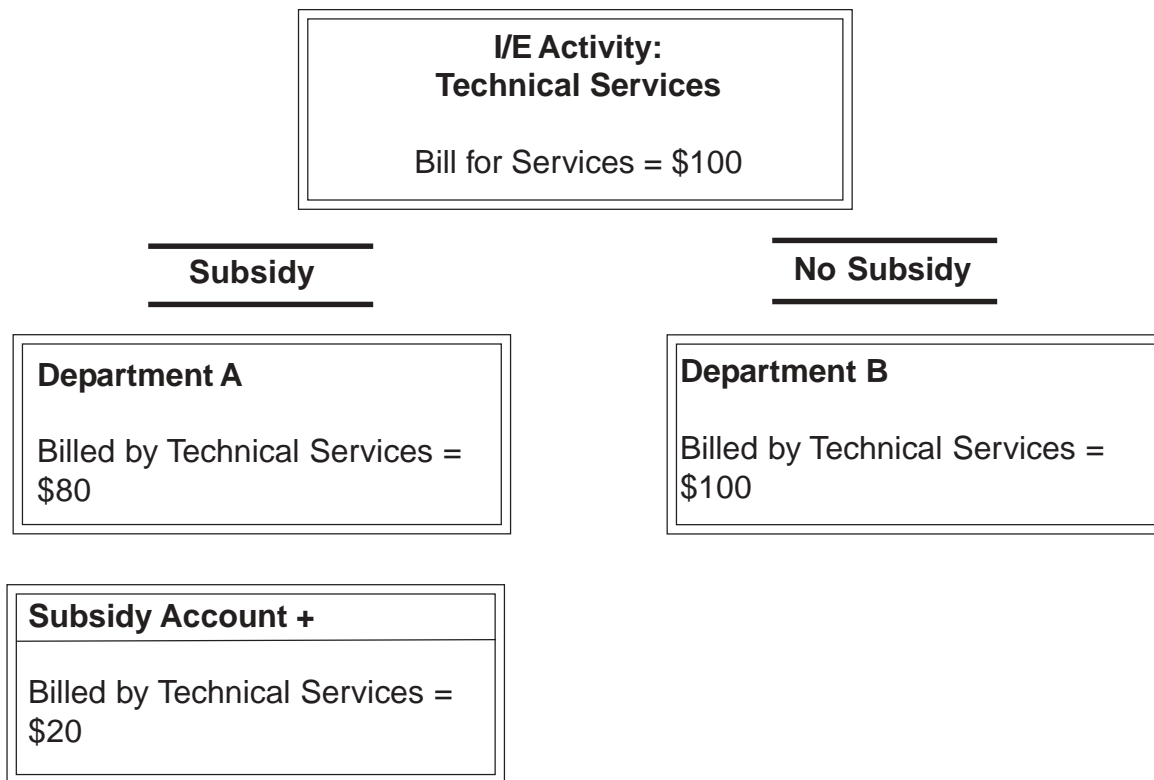 I/E Activity:
Technical Services
Bill for Services = $100
Subsidy
No Subsidy
Department A
Billed by Technical Services =
$80
Department B
Billed by Technical Services =
$100
Subsidy Account +
Billed by Technical Services =
$20